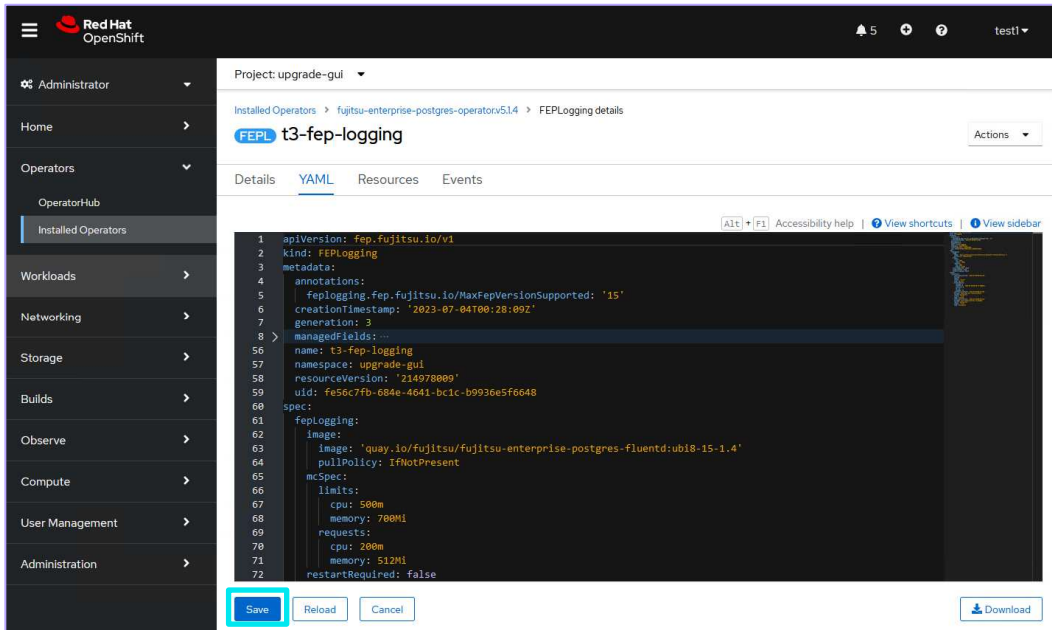 Red Hat
OpenShift
5
test1
Administrator
Home
Operators
OperatorHub
Installed Operators
Workloads
Networking
Storage
Builds
Observe
Compute
User Management
Administration
Project: upgrade-gui
Installed Operators > fujitsu-enterprise-postgres-operator.v5.1.4 > FEPLogging details
FEPL t3-fep-logging
Actions
Details YAML Resources Events
Alt + F1 Accessibility help | View shortcuts | View sidebar
1 apiVersion: fep.fujitsu.io/v1
2 kind: FEPLogging
3 metadata:
4 annotations:
5 feplogging.fep.fujitsu.io/MaxFepVersionSupported: '15'
6 creationTimestamp: '2023-07-04T00:28:09Z'
7 generation: 3
8 > managedFields: ...
56 name: t3-fep-logging
57 namespace: upgrade-gui
58 resourceVersion: '214978009'
59 uid: fe56c7fb-684e-4641-bc1c-b9936e5f6648
60 spec:
61 fepLogging:
62 image:
63 image: 'quay.io/fujitsu/fujitsu-enterprise-postgres-fluentd:ubi8-15-1.4'
64 pullPolicy: IfNotPresent
65 mcSpec:
66 limits:
67 cpu: 500m
68 memory: 700Mi
69 requests:
70 cpu: 200m
71 memory: 512Mi
72 restartRequired: false
Save Reload Cancel Download